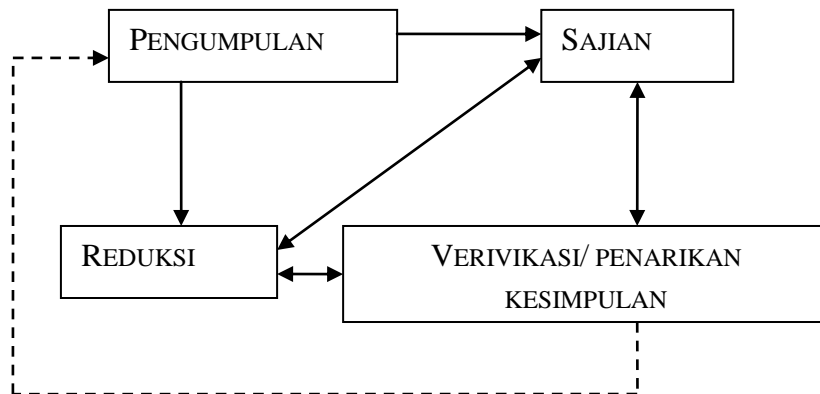 PENGUMPULAN
SAJIAN
REDUKSI
VERIVIKASI/ PENARIKAN
KESIMPULAN